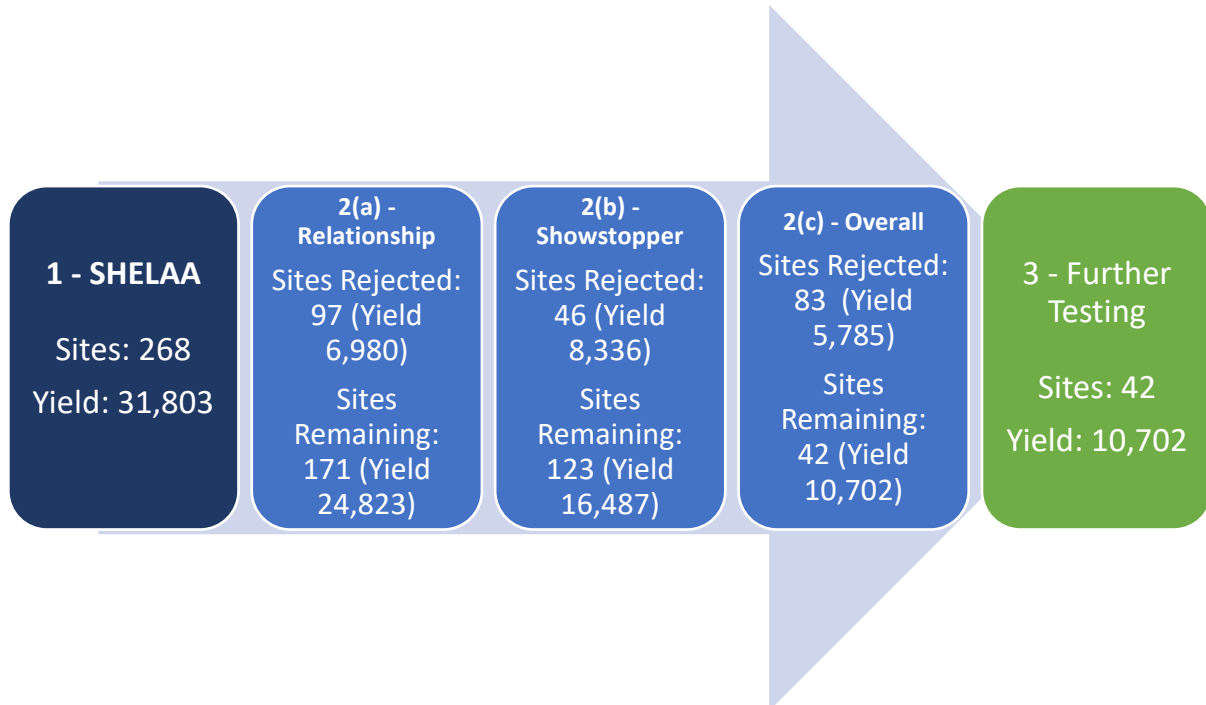 1 - SHELAA
Sites: 268
Yield: 31,803
2(a) -
Relationship
Sites Rejected:
97 (Yield
6,980)
Sites
Remaining:
171 (Yield
24,823)
2(b) -
Showstopper
Sites Rejected:
46 (Yield
8,336)
Sites
Remaining:
123 (Yield
16,487)
2(c) - Overall
Sites Rejected:
83 (Yield
5,785)
Sites
Remaining:
42 (Yield
10,702)
3 - Further
Testing
Sites: 42
Yield: 10,702